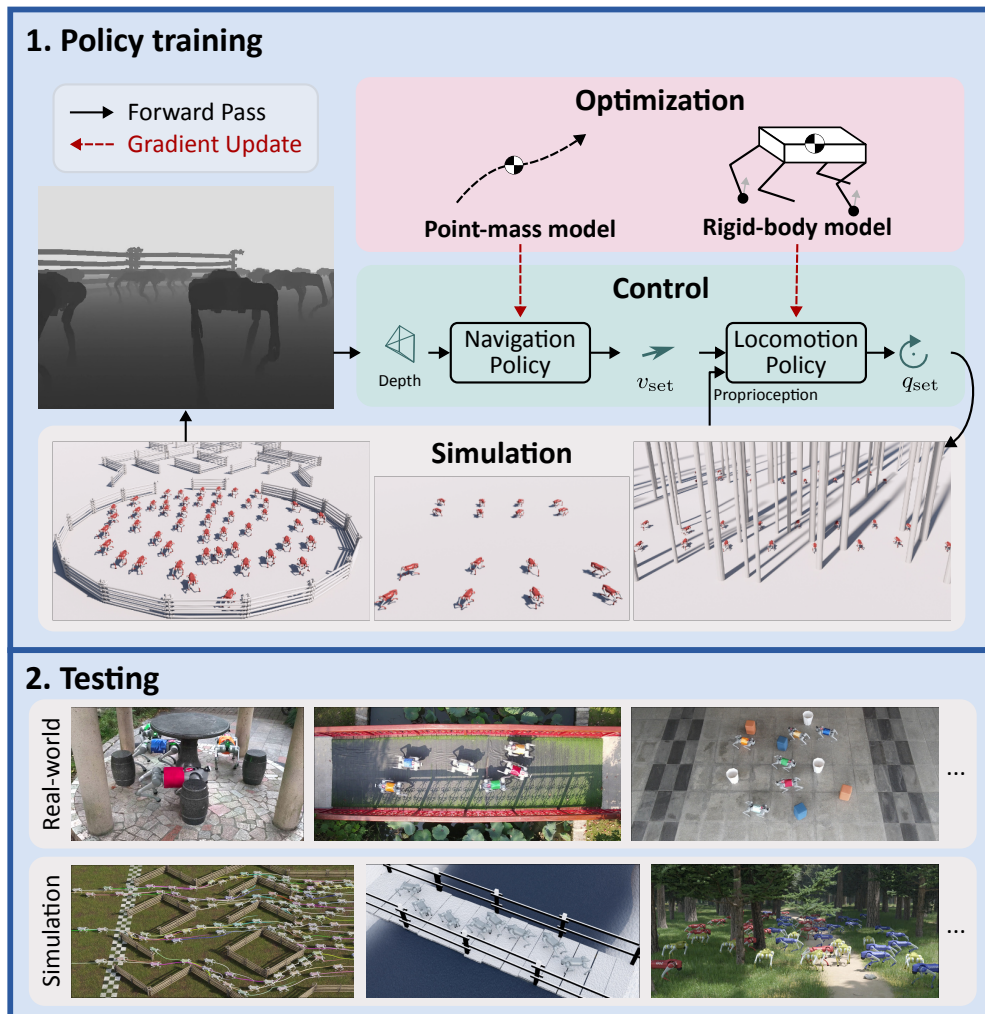 1. Policy training
Forward Pass
Gradient Update
Optimization
Point-mass model
Rigid-body model
Control
Depth
Navigation
Policy
v_set
Locomotion
Policy
Proprioception
q_set
Simulation
2. Testing
Real-world
...
Simulation
...